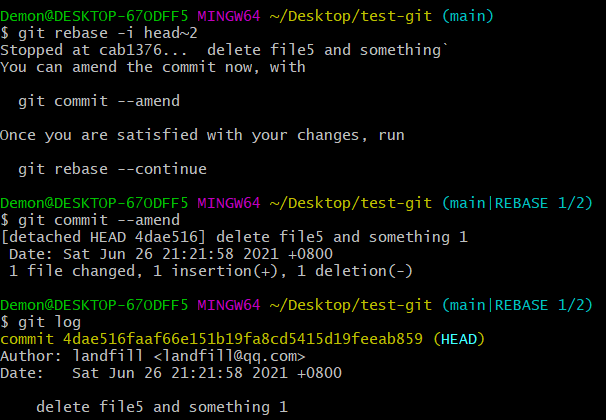 Demon@DESKTOP-67ODFF5 MINGW64 ~/Desktop/test-git (main)
$ git rebase -i head~2
Stopped at cab1376...  delete file5 and something`
You can amend the commit now, with
  git commit --amend
Once you are satisfied with your changes, run
  git rebase --continue
Demon@DESKTOP-67ODFF5 MINGW64 ~/Desktop/test-git (main|REBASE 1/2)
$ git commit --amend
[detached HEAD 4dae516] delete file5 and something 1
 Date: Sat Jun 26 21:21:58 2021 +0800
 1 file changed, 1 insertion(+), 1 deletion(-)
Demon@DESKTOP-67ODFF5 MINGW64 ~/Desktop/test-git (main|REBASE 1/2)
$ git log
commit 4dae516faaf66e151b19fa8cd5415d19feeab859 (HEAD)
Author: landfill <landfill@qq.com>
Date:   Sat Jun 26 21:21:58 2021 +0800
    delete file5 and something 1